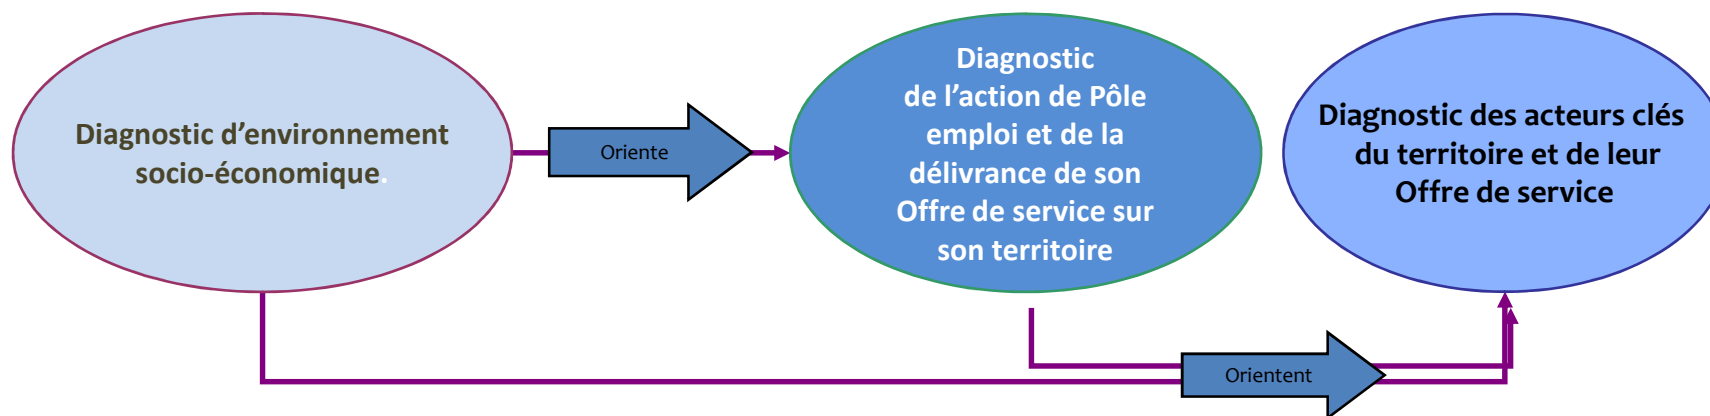 Diagnostic d’environnement
socio-économique.
Oriente
Diagnostic
de l’action de Pôle
emploi et de la
délivrance de son
Offre de service sur
son territoire
Diagnostic des acteurs clés
du territoire et de leur
Offre de service
Orientent